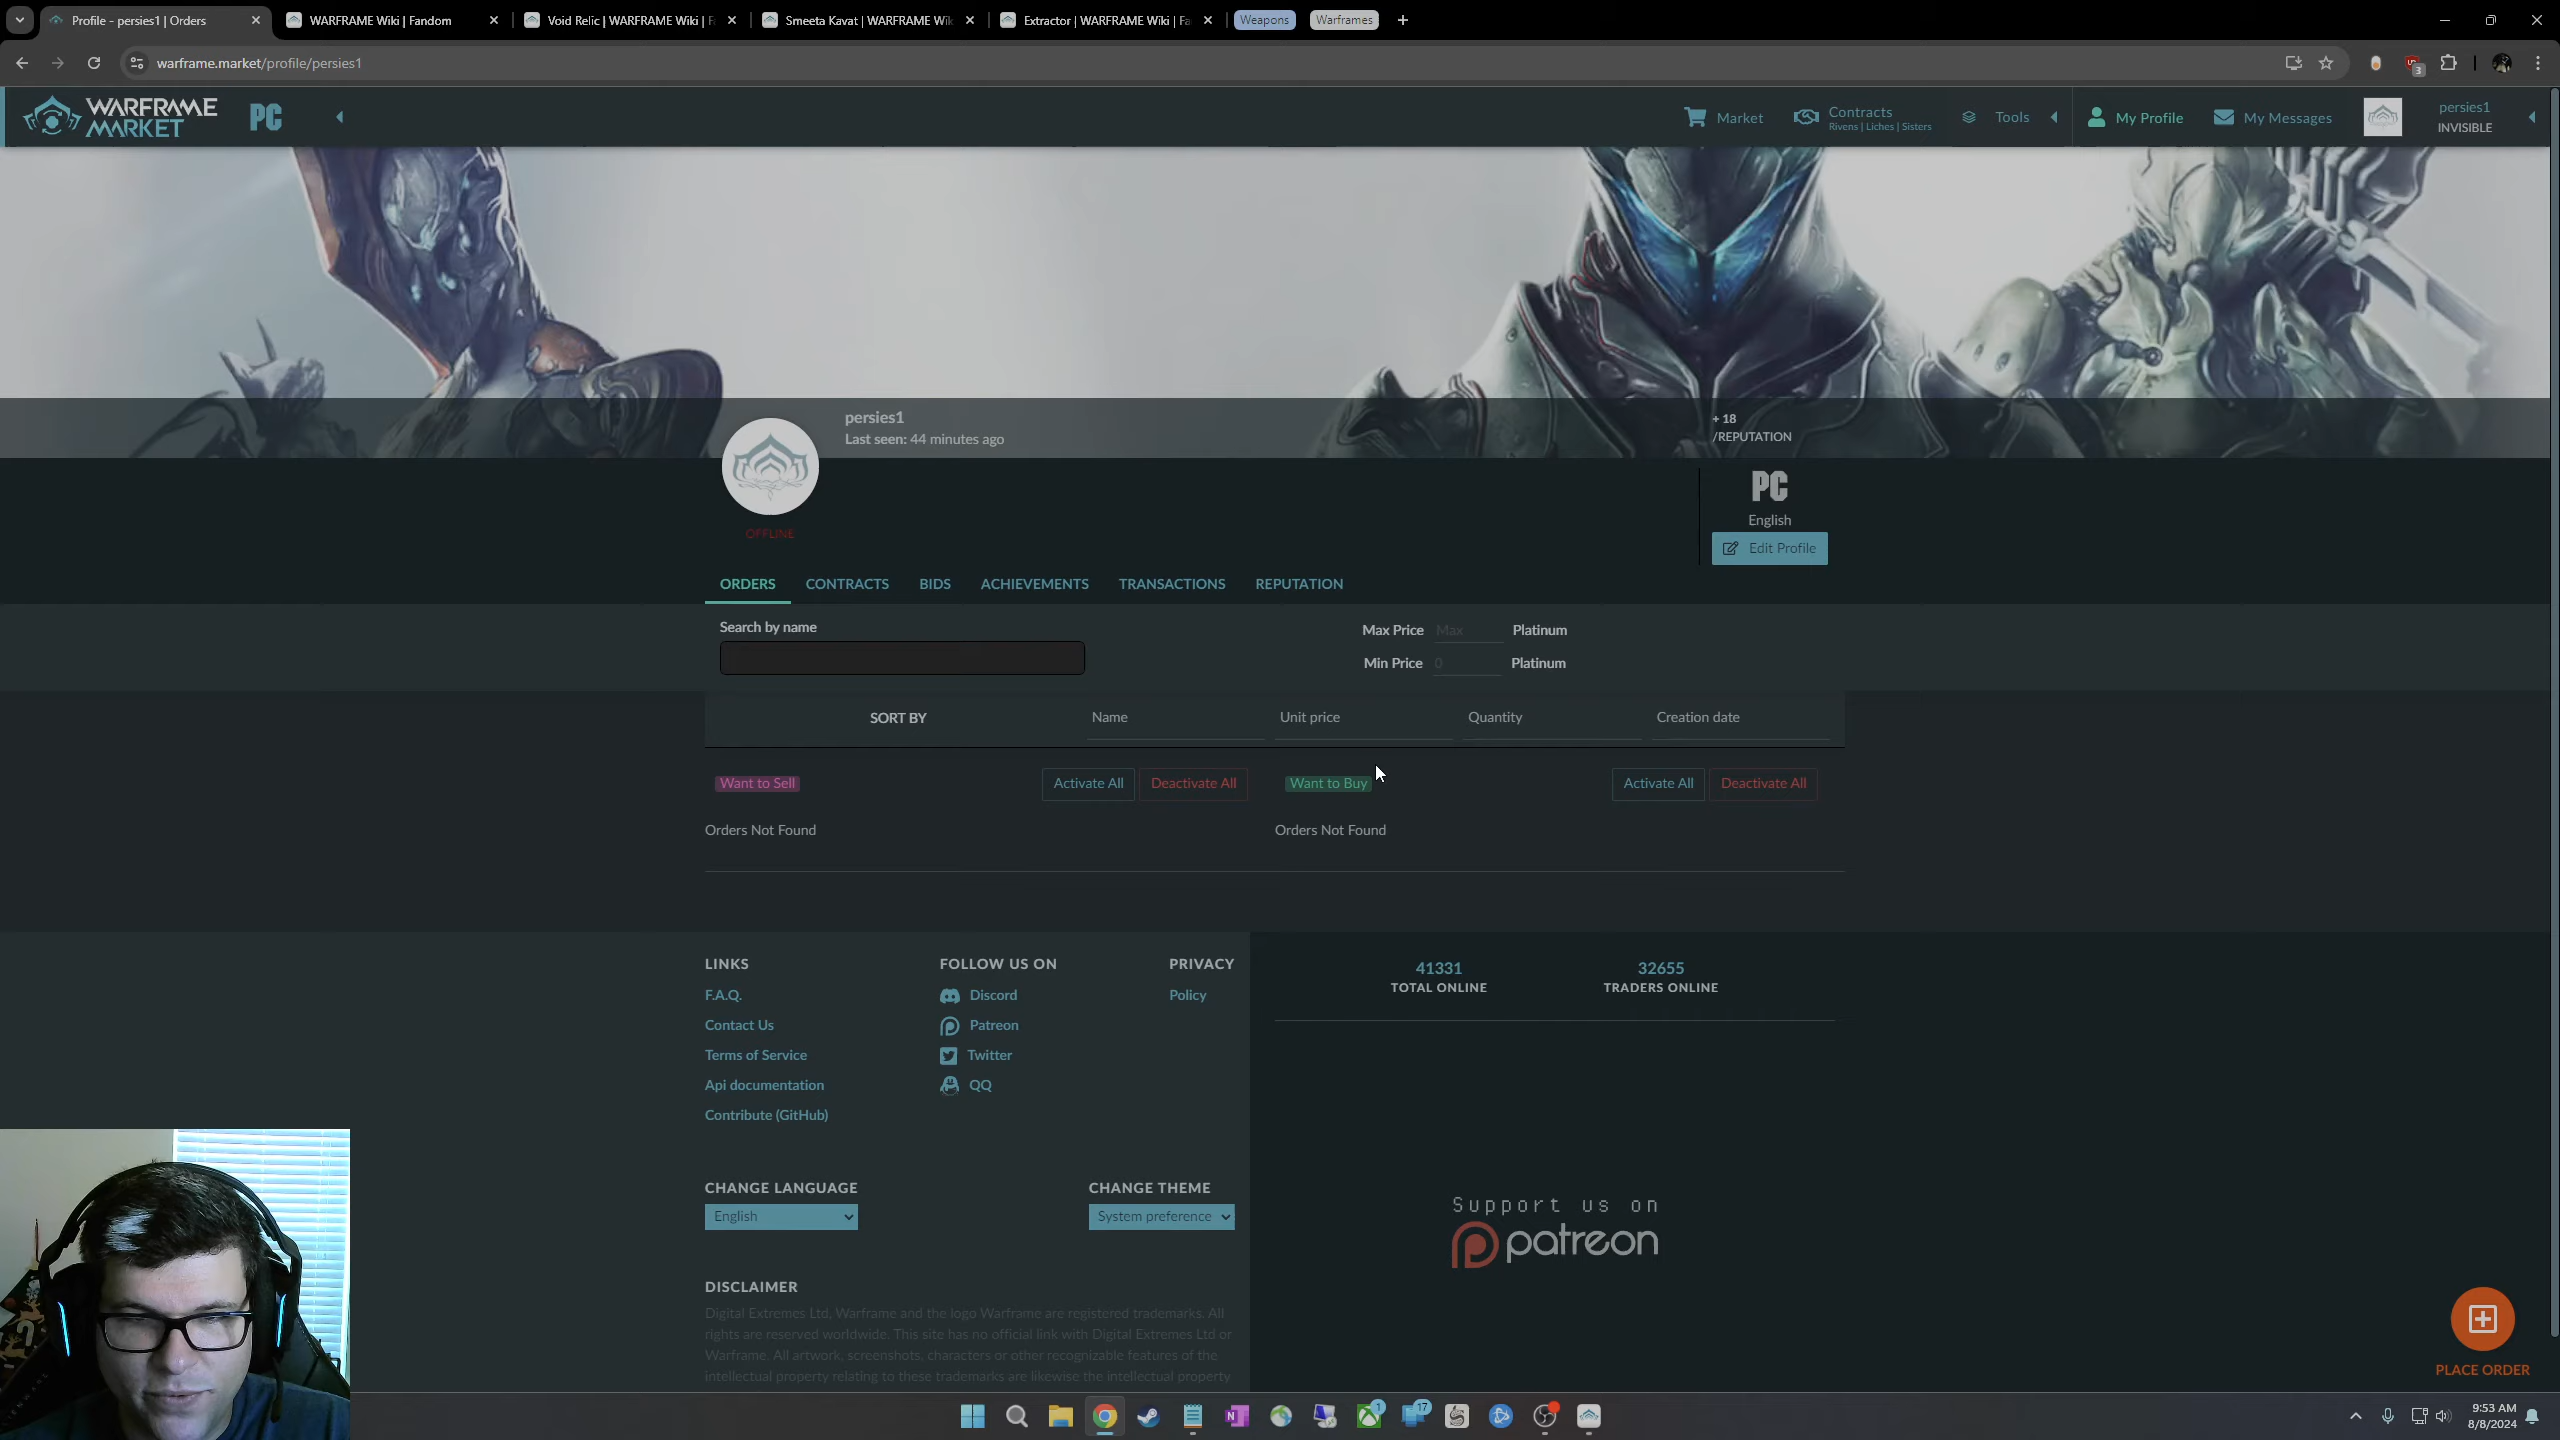 Profile - persies1 | Orders
WARFRAME Wiki | Fandom
Void Relic | WARFRAME Wiki | F
Smeeta Kavat | WARFRAME Wik
Extractor | WARFRAME Wiki | Fa
Weapons
Warframes
warframe.market/profile/persies1
3
WARFRAME
MARKET
PC
Market
Contracts
Rivens | Liches | Sisters
Tools
My Profile
My Messages
persies1
INVISIBLE
persies1
Last seen: 44 minutes ago
+ 18
/REPUTATION
OFFLINE
PC
English
Edit Profile
ORDERS
CONTRACTS
BIDS
ACHIEVEMENTS
TRANSACTIONS
REPUTATION
Search by name
Max Price Max Platinum
Min Price 0 Platinum
SORT BY
Name
Unit price
Quantity
Creation date
Want to Sell
Activate All
Deactivate All
Want to Buy
Activate All
Deactivate All
Orders Not Found
Orders Not Found
LINKS
F.A.Q.
Contact Us
Terms of Service
Api documentation
Contribute (GitHub)
FOLLOW US ON
Discord
Patreon
Twitter
QQ
PRIVACY
Policy
41331
TOTAL ONLINE
32655
TRADERS ONLINE
CHANGE LANGUAGE
English
CHANGE THEME
System preference
Support us on
patreon
DISCLAIMER
Digital Extremes Ltd, Warframe and the logo Warframe are registered trademarks. All
rights are reserved worldwide. This site has no official link with Digital Extremes Ltd or
Warframe. All artwork, screenshots, characters or other recognizable features of the
intellectual property relating to these trademarks are likewise the intellectual property
PLACE ORDER
1
17
9:53 AM
8/8/2024